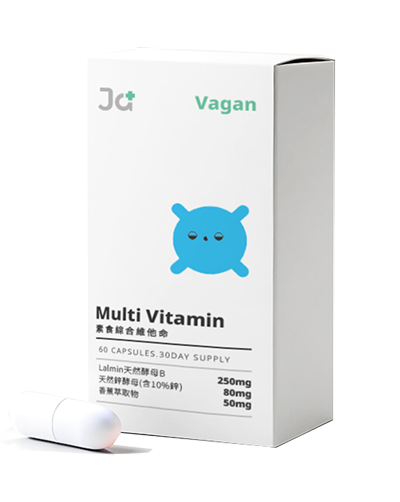 JG+
Vagan
Multi Vitamin
素食綜合維他命
60 CAPSULES.30DAY SUPPLY
Lalmin天然酵母B 250mg
天然鋅酵母(含10%鋅) 80mg
香蕉萃取物 50mg